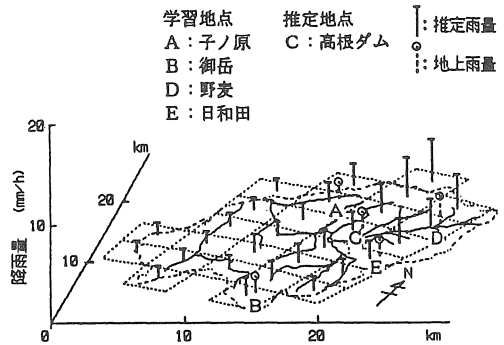 学習地点 推定地点
A：子ノ原 C：高根ダム
B：御岳
D：野麦
E：日和田
：推定雨量
：地上雨量
降雨量 (mm/h)
20
10
0
km
20
10
10
20
km
A
B
C
D
E
N